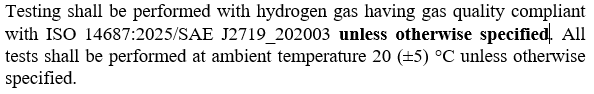 Testing shall be performed with hydrogen gas having gas quality compliant
with ISO 14687:2025/SAE J2719_202003 unless otherwise specified. All
tests shall be performed at ambient temperature 20 (±5) °C unless otherwise
specified.